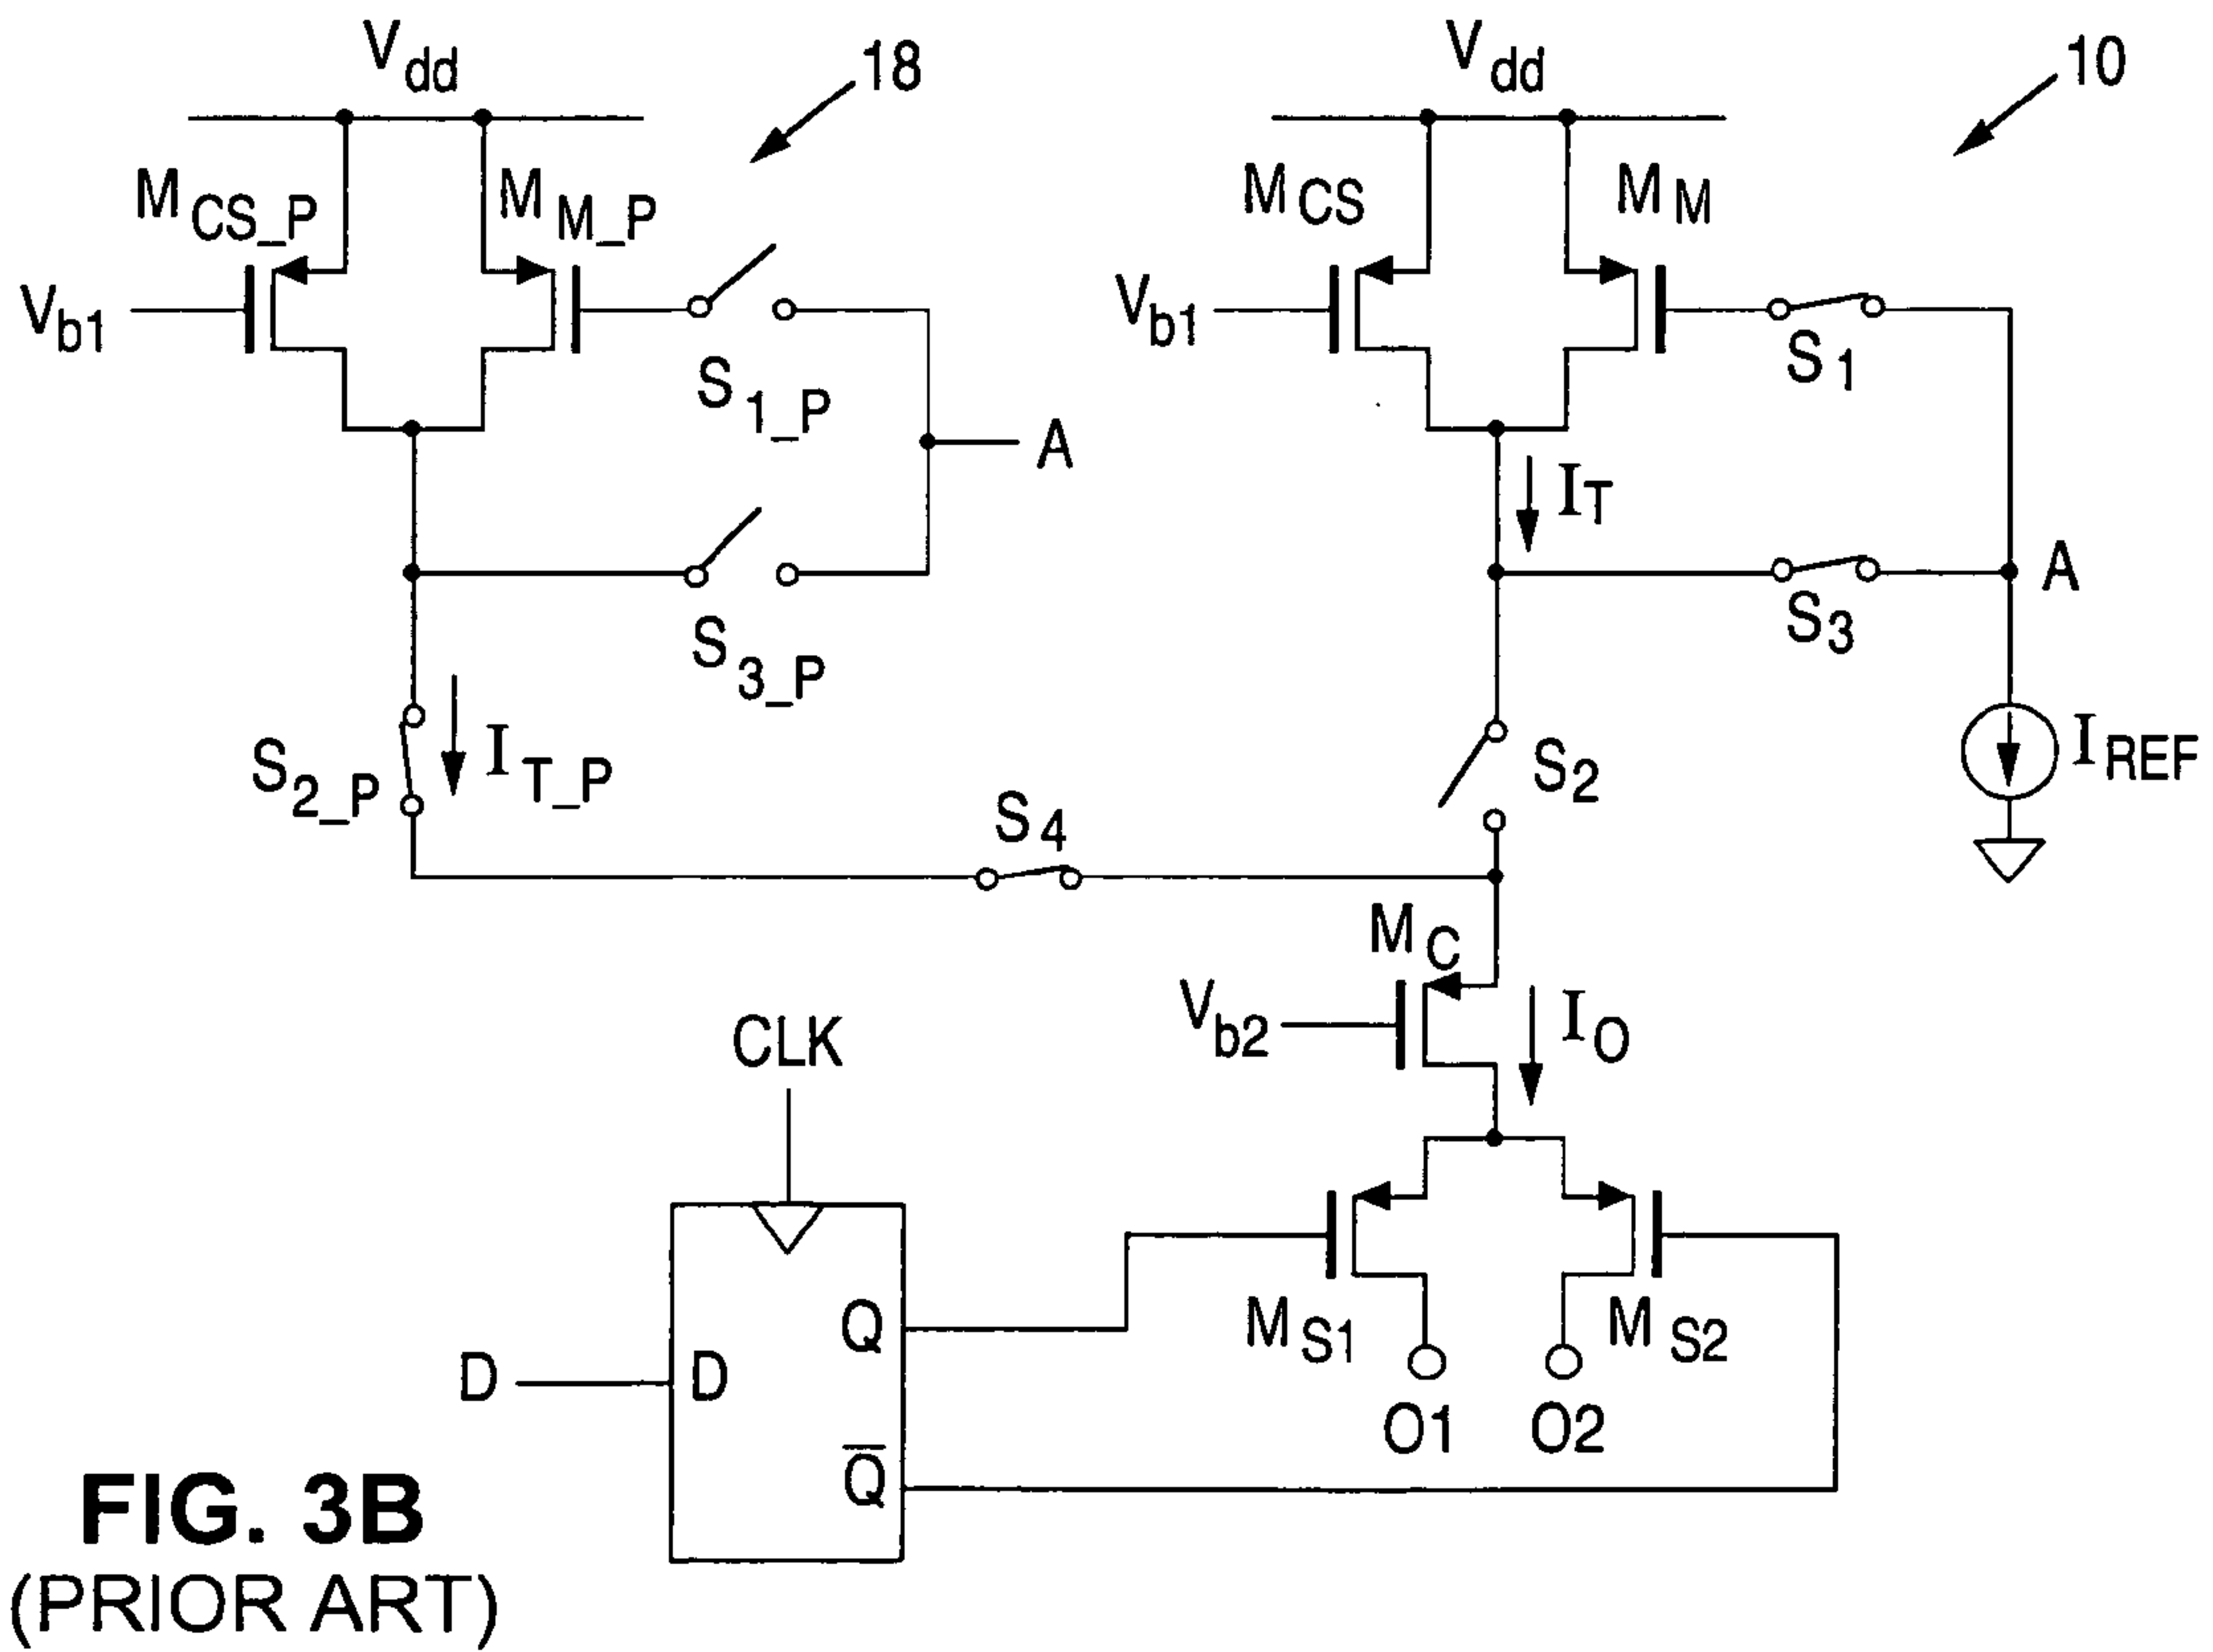 Vdd
18
Vdd
10
MCS_P
MM_P
MCS
MM
Vb1
Vb1
S1_P
S1
A
IT
A
S3_P
S3
S2_P
IT_P
S2
IREF
S4
MC
Vb2
IO
CLK
Q
MS1
MS2
D
D
O1
O2
Q̅
FIG. 3B
(PRIOR ART)